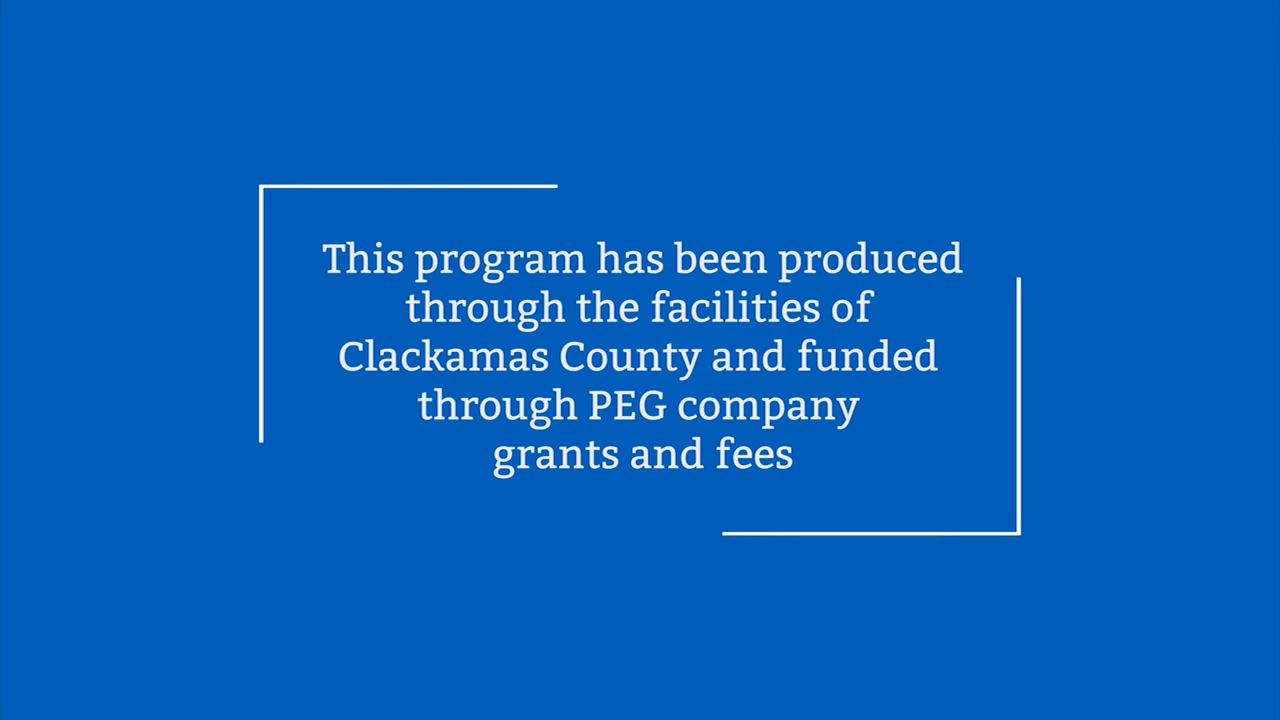 This program has been produced
through the facilities of
Clackamas County and funded
through PEG company
grants and fees